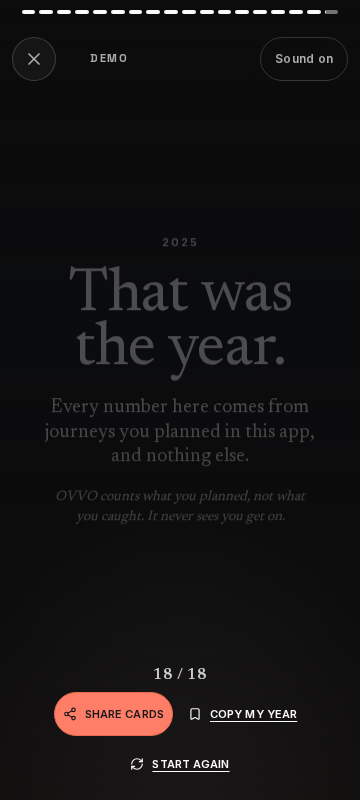 DEMO
Sound on
2025
That was
the year.
Every number here comes from
journeys you planned in this app,
and nothing else.
OVVO counts what you planned, not what
you caught. It never sees you get on.
18 / 18
SHARE CARDS
COPY MY YEAR
START AGAIN